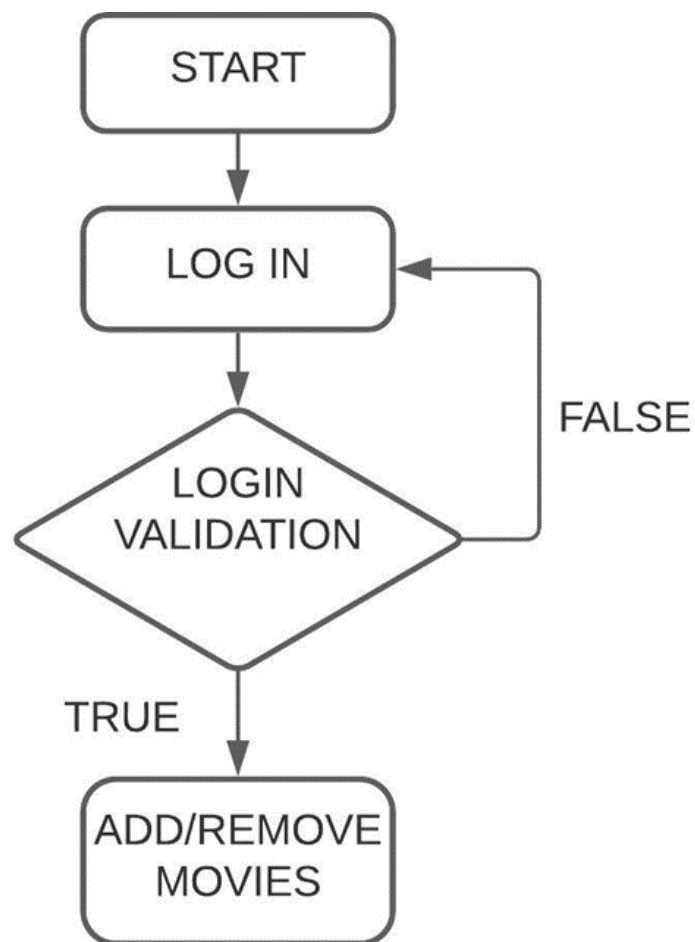 START
LOG IN
FALSE
LOGIN
VALIDATION
TRUE
ADD/REMOVE
MOVIES